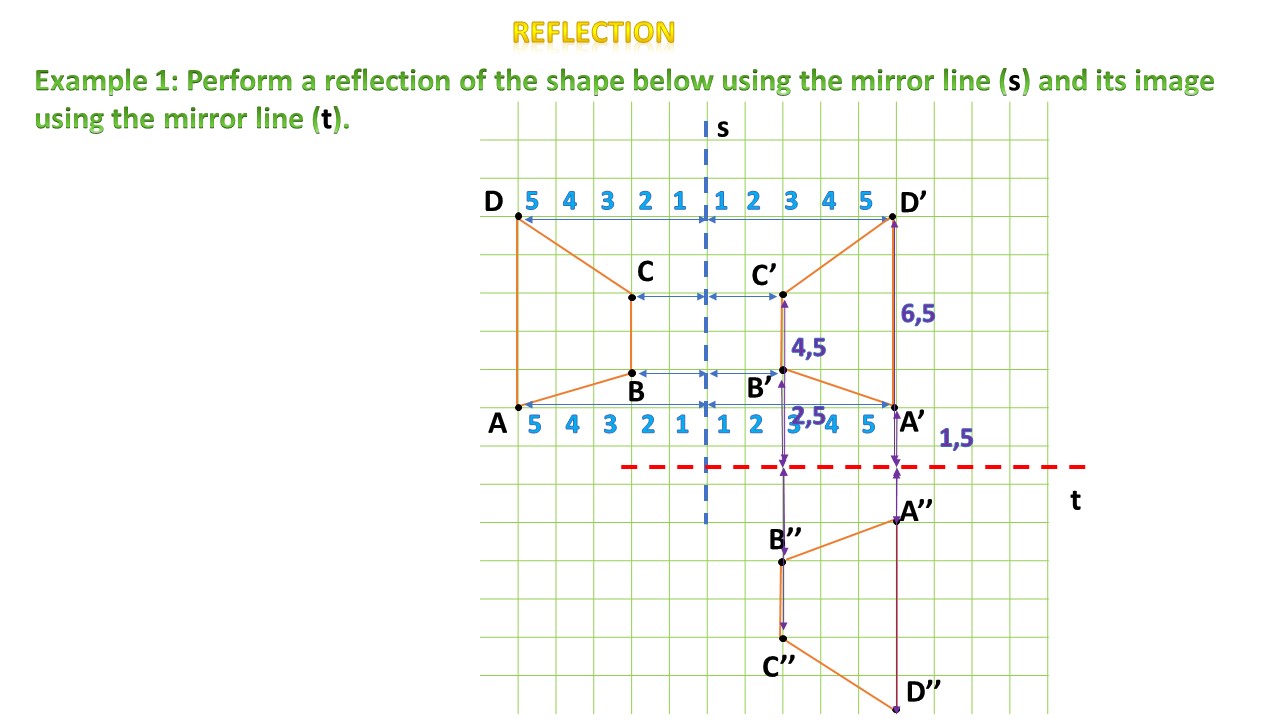 REFLECTION
Example 1: Perform a reflection of the shape below using the mirror line (s) and its image
using the mirror line (t).
s
D 5 4 3 2 1 1 2 3 4 5 D’
C C’
6,5
4,5
B B’
A 5 4 3 2 1 1 2 3 4 5 A’
2,5
1,5
t
A’’
B’’
C’’
D’’